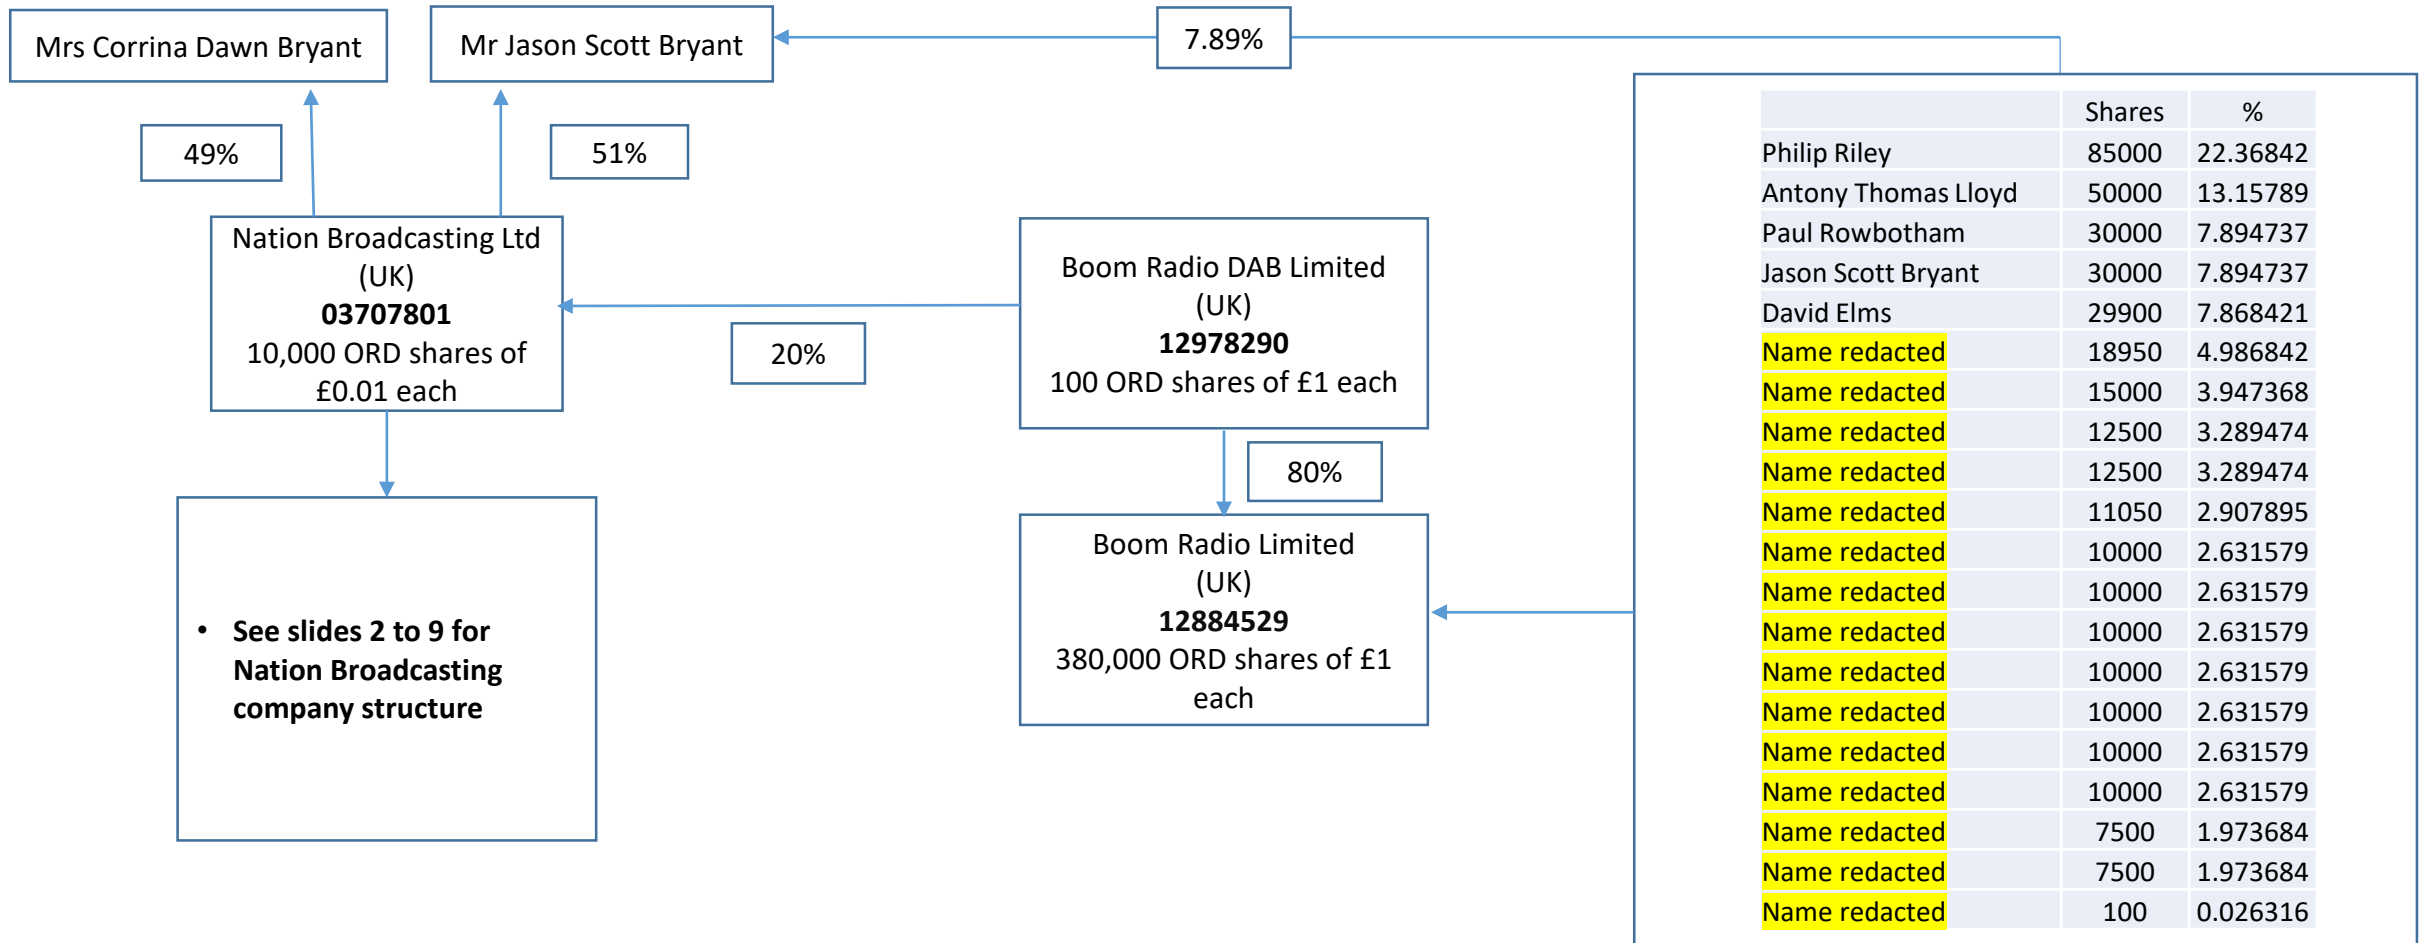 Mrs Corrina Dawn Bryant
Mr Jason Scott Bryant
7.89%
49%
51%
Nation Broadcasting Ltd
(UK)
03707801
10,000 ORD shares of
£0.01 each
20%
Boom Radio DAB Limited
(UK)
12978290
100 ORD shares of £1 each
80%
Boom Radio Limited
(UK)
12884529
380,000 ORD shares of £1
each
• See slides 2 to 9 for
Nation Broadcasting
company structure
Shares %
Philip Riley 85000 22.36842
Antony Thomas Lloyd 50000 13.15789
Paul Rowbotham 30000 7.894737
Jason Scott Bryant 30000 7.894737
David Elms 29900 7.868421
Name redacted 18950 4.986842
Name redacted 15000 3.947368
Name redacted 12500 3.289474
Name redacted 12500 3.289474
Name redacted 11050 2.907895
Name redacted 10000 2.631579
Name redacted 10000 2.631579
Name redacted 10000 2.631579
Name redacted 10000 2.631579
Name redacted 10000 2.631579
Name redacted 10000 2.631579
Name redacted 10000 2.631579
Name redacted 7500 1.973684
Name redacted 7500 1.973684
Name redacted 100 0.026316